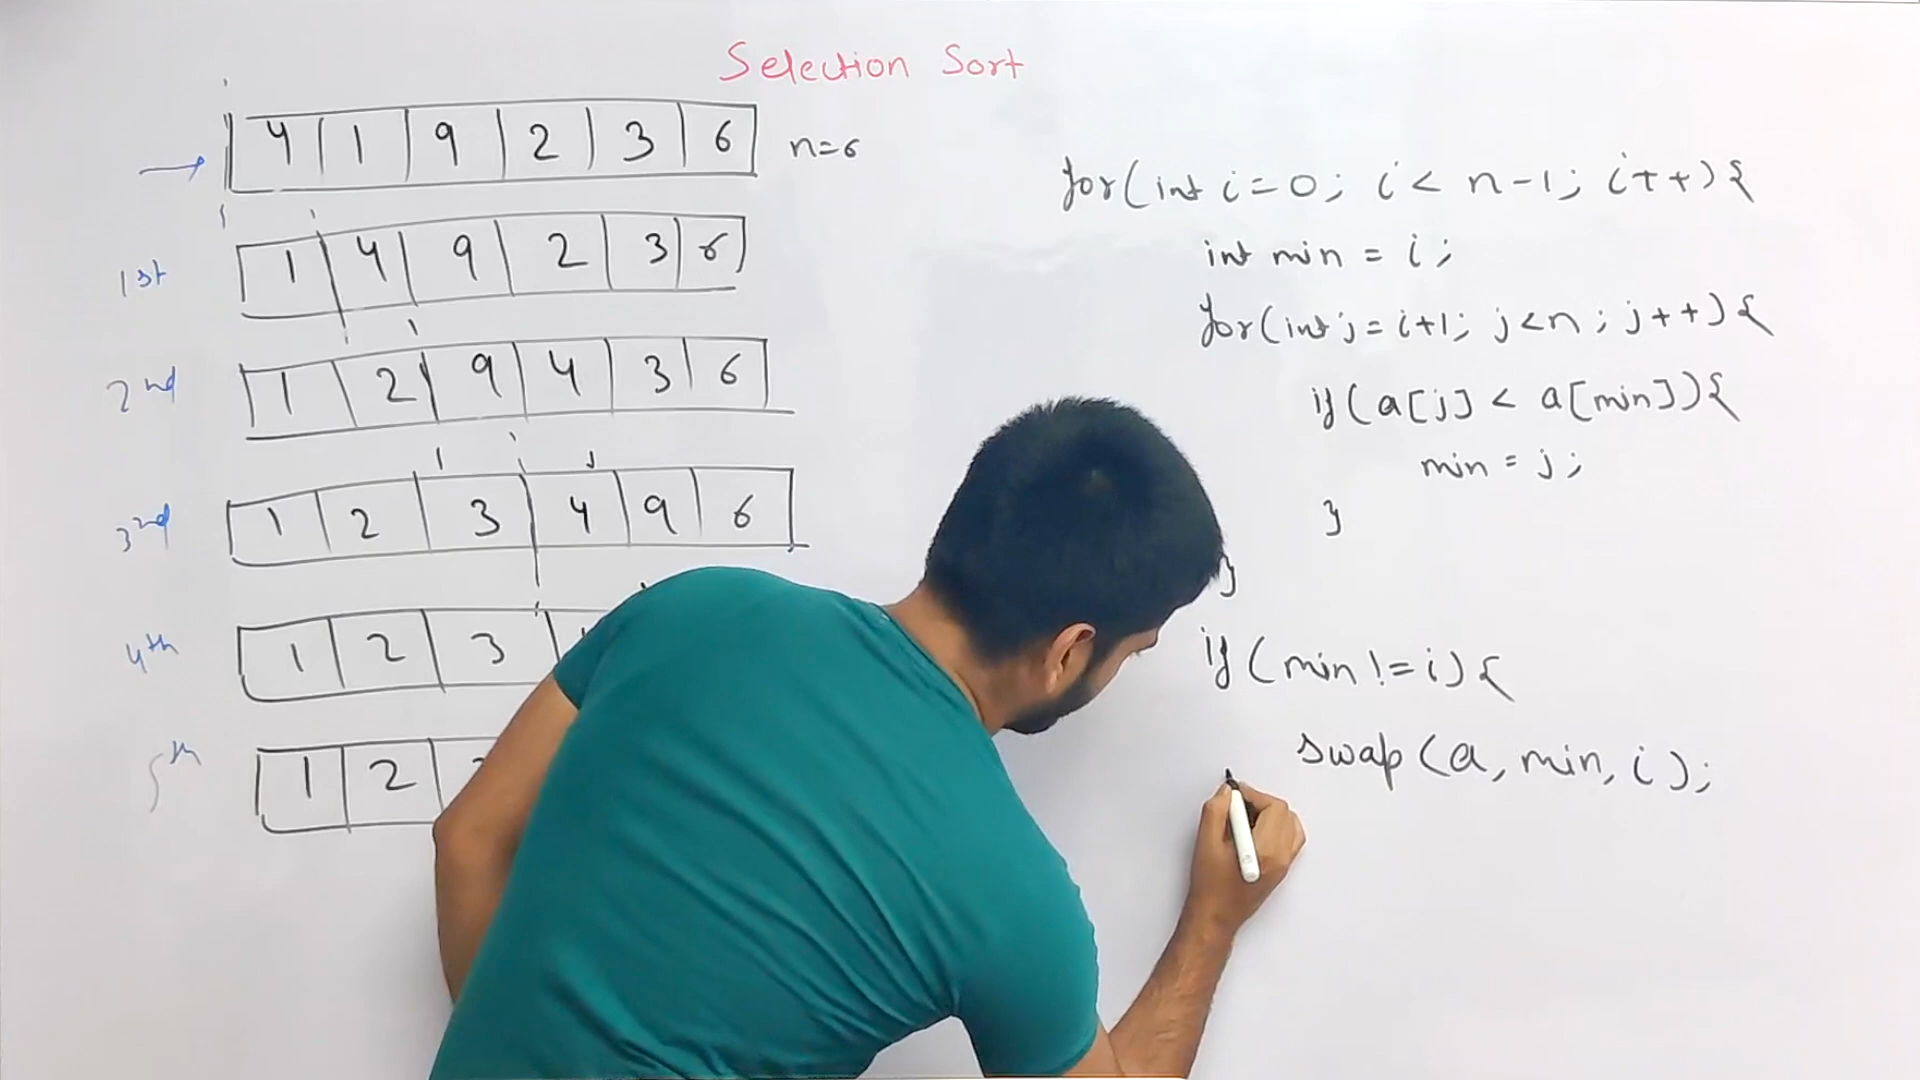 Selection Sort
4 1 9 2 3 6 n=6
1st 1 4 9 2 3 6
2nd 1 2 9 4 3 6
3nd 1 2 3 4 9 6
4th 1 2 3
5th 1 2
for(int i=0; i< n-1; i++){
int min = i;
for(int j=i+1; j<n; j++){
if(a[j] < a[min]){
min = j;
}
}
if(min!=i){
swap(a, min, i);